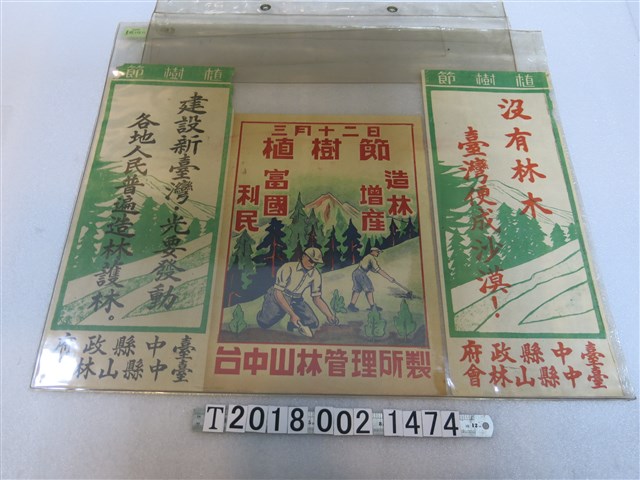 植樹節
建設新臺灣，先要發動
各地人民普遍造林護林。
臺中縣政府
臺中縣山林會
三月十二日
植樹節
造林
增產
富國
利民
台中山林管理所製
植樹節
沒有林木
臺灣便成沙漠！
臺中縣政府
臺中縣山林會
T2018 002 1474